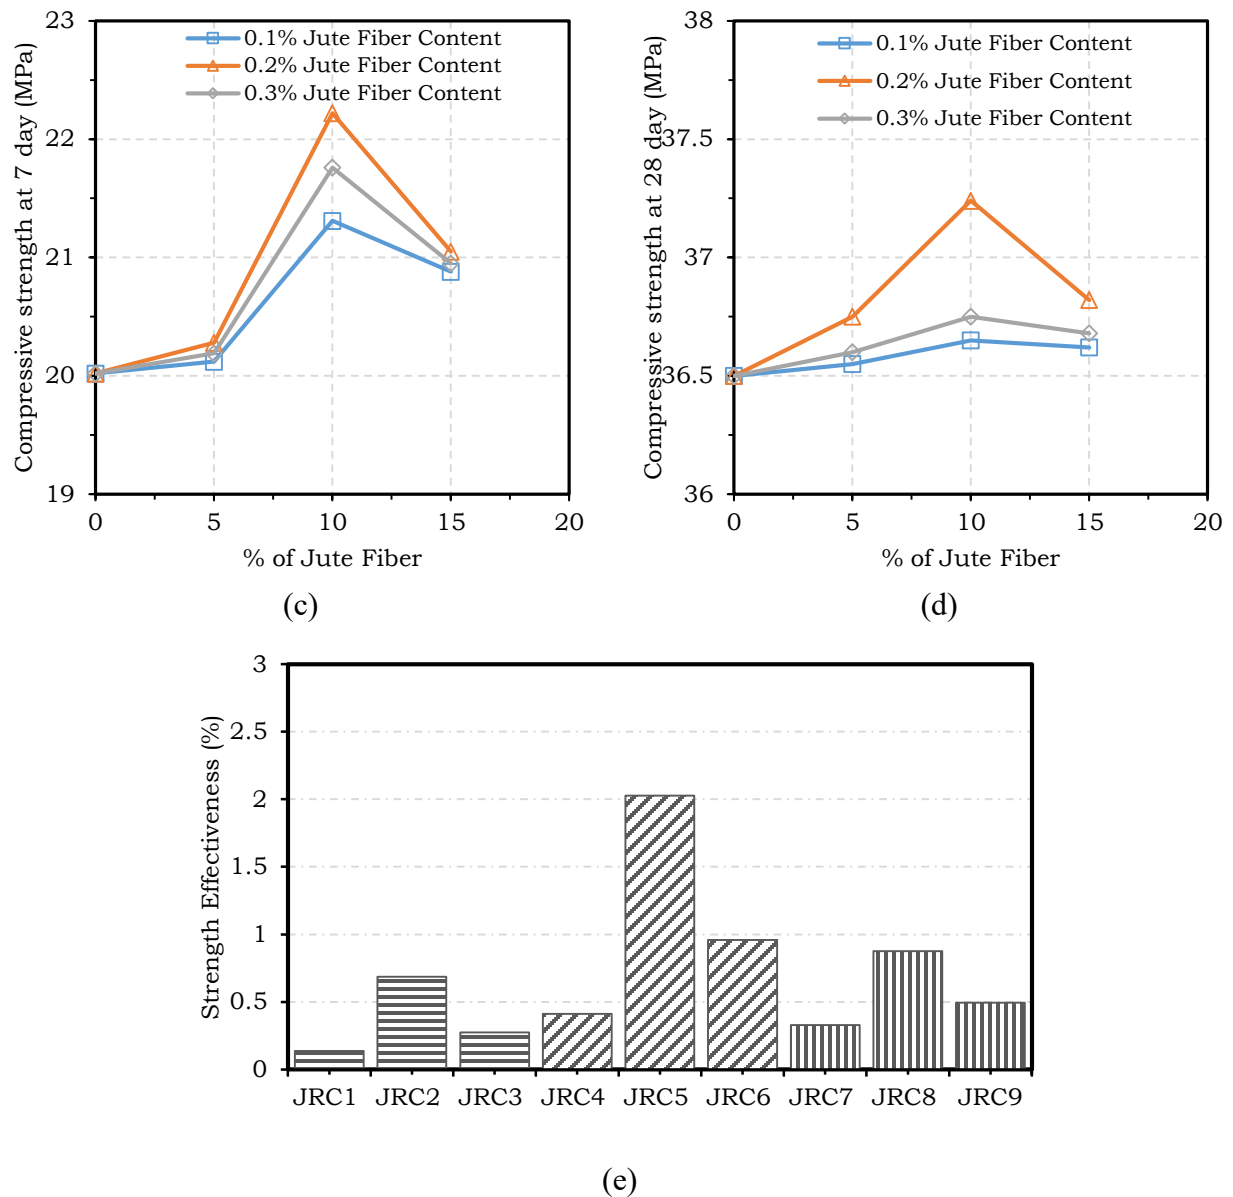 23
22
21
20
19
0
5
10
15
20
Compressive strength at 7 day (MPa)
% of Jute Fiber
0.1% Jute Fiber Content
0.2% Jute Fiber Content
0.3% Jute Fiber Content
(c)
38
37.5
37
36.5
36
0
5
10
15
20
Compressive strength at 28 day (MPa)
% of Jute Fiber
0.1% Jute Fiber Content
0.2% Jute Fiber Content
0.3% Jute Fiber Content
(d)
3
2.5
2
1.5
1
0.5
0
Strength Effectiveness (%)
JRC1 JRC2 JRC3 JRC4 JRC5 JRC6 JRC7 JRC8 JRC9
(e)